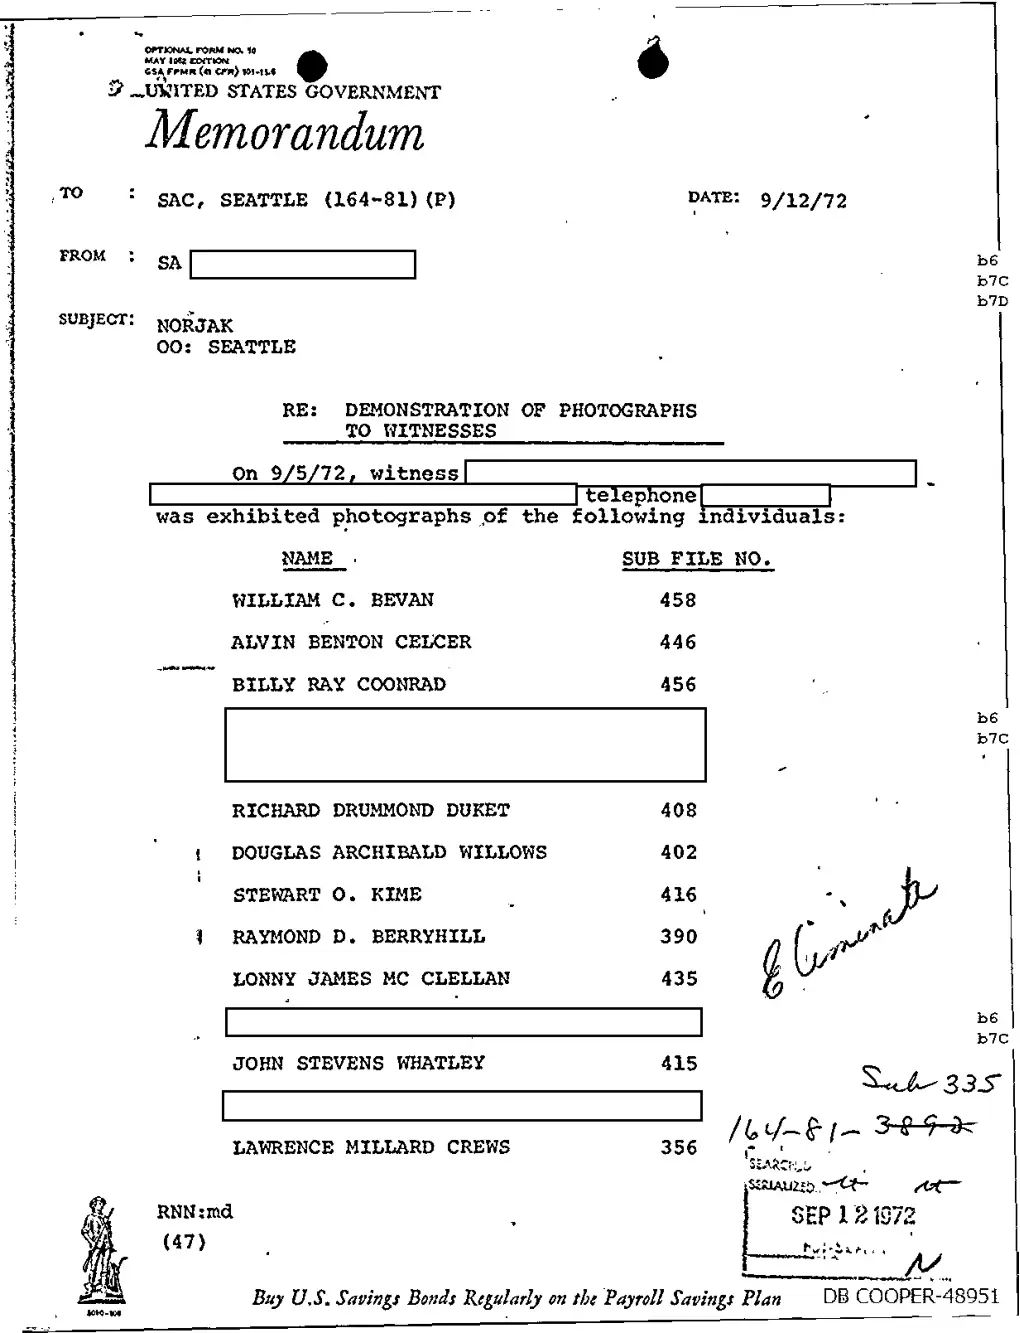 OPTIONAL FORM NO. 10
MAY 1962 EDITION
GSA FPMR (41 CFR) 101-11.6
UNITED STATES GOVERNMENT
Memorandum
TO : SAC, SEATTLE (164-81)(P) DATE: 9/12/72
FROM : SA
b6
b7C
b7D
SUBJECT: NORJAK
OO: SEATTLE
RE: DEMONSTRATION OF PHOTOGRAPHS
TO WITNESSES
On 9/5/72, witness
telephone
was exhibited photographs of the following individuals:
NAME SUB FILE NO.
WILLIAM C. BEVAN 458
ALVIN BENTON CELCER 446
BILLY RAY COONRAD 456
b6
b7C
RICHARD DRUMMOND DUKET 408
DOUGLAS ARCHIBALD WILLOWS 402
STEWART O. KIME 416
RAYMOND D. BERRYHILL 390
LONNY JAMES MC CLELLAN 435
Eliminate
b6
b7C
JOHN STEVENS WHATLEY 415
Sub 335
164-81-3892
LAWRENCE MILLARD CREWS 356
SEARCHED
SERIALIZED
SEP 12 1972
RNN:md
(47)
N
5010-108
Buy U.S. Savings Bonds Regularly on the Payroll Savings Plan
DB COOPER-48951